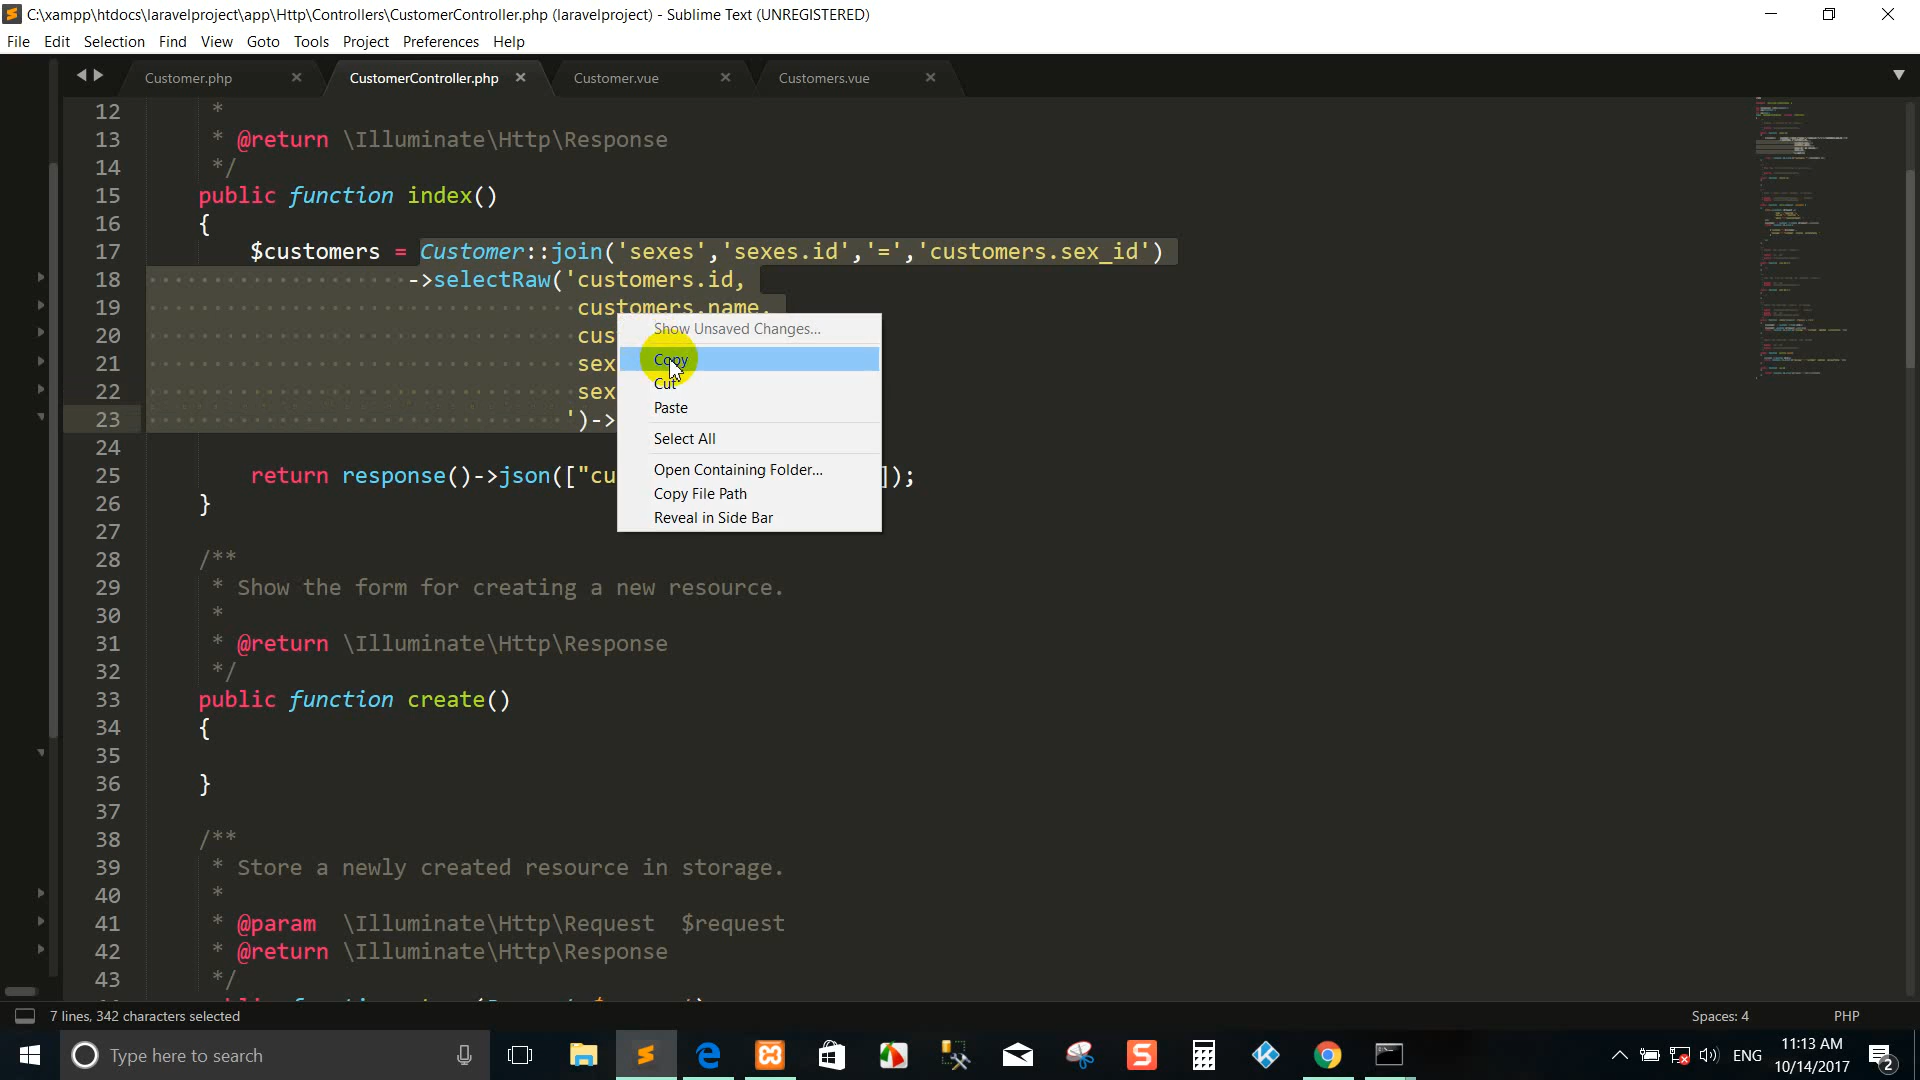 C:\xampp\htdocs\laravelproject\app\Http\Controllers\CustomerController.php (laravelproject) - Sublime Text (UNREGISTERED)
File Edit Selection Find View Goto Tools Project Preferences Help
Customer.php CustomerController.php Customer.vue Customers.vue
12 *
13 * @return \Illuminate\Http\Response
14 */
15 public function index()
16 {
17 $customers = Customer::join('sexes','sexes.id','=','customers.sex_id')
18 ->selectRaw('customers.id,
19 customers.name,
20 cus
21 sex
22 sex
23 ')->
24
25 return response()->json(["cu ]);
26 }
27
28 /**
29 * Show the form for creating a new resource.
30 *
31 * @return \Illuminate\Http\Response
32 */
33 public function create()
34 {
35
36 }
37
38 /**
39 * Store a newly created resource in storage.
40 *
41 * @param \Illuminate\Http\Request $request
42 * @return \Illuminate\Http\Response
43 */
Show Unsaved Changes...
Copy
Cut
Paste
Select All
Open Containing Folder...
Copy File Path
Reveal in Side Bar
7 lines, 342 characters selected Spaces: 4 PHP
Type here to search
ENG 11:13 AM
10/14/2017 2